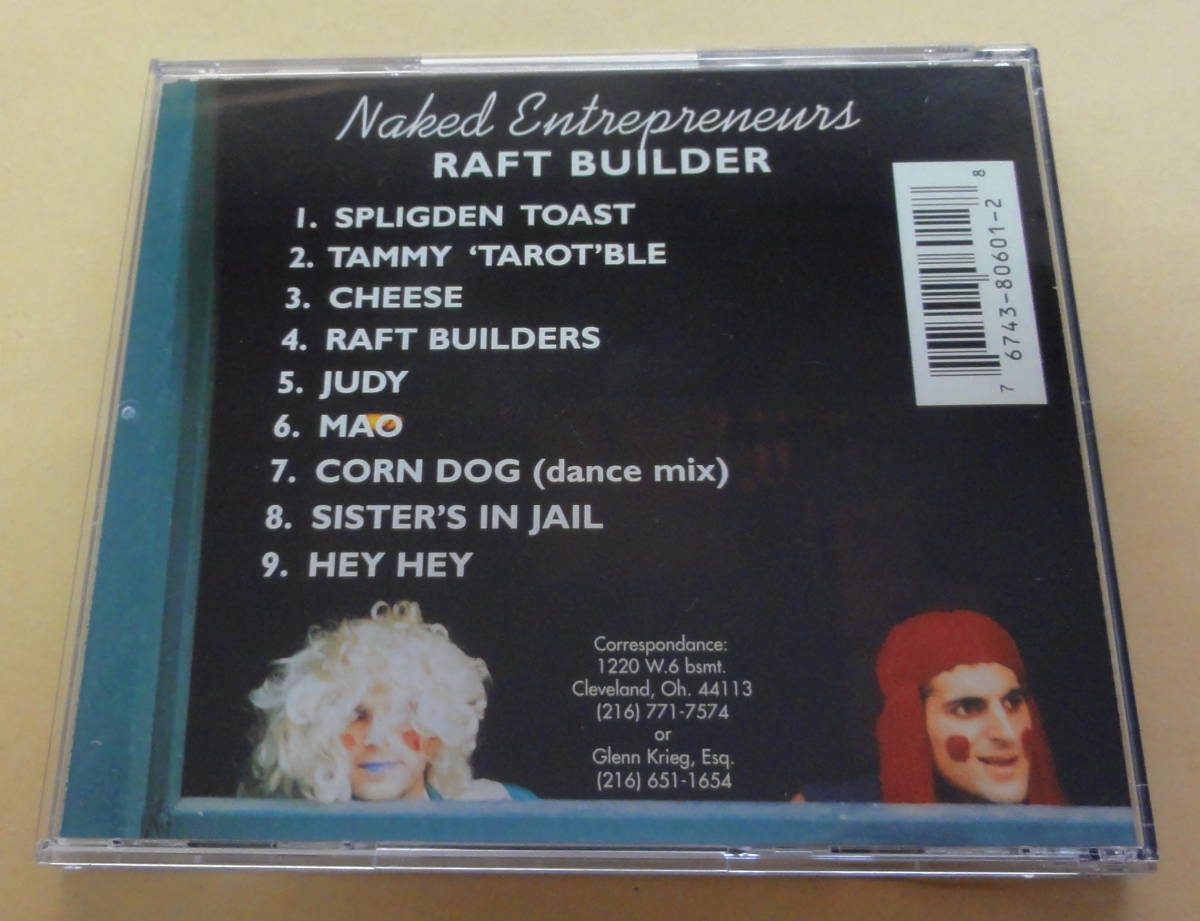 Naked Entrepreneurs
RAFT BUILDER
1. SPLIGDEN TOAST
2. TAMMY ‘TAROT’BLE
3. CHEESE
4. RAFT BUILDERS
5. JUDY
6. MAO
7. CORN DOG (dance mix)
8. SISTER’S IN JAIL
9. HEY HEY
Correspondance:
1220 W.6 bsmt.
Cleveland, Oh. 44113
(216) 771-7574
or
Glenn Krieg, Esq.
(216) 651-1654
7 6743-80601-2 8